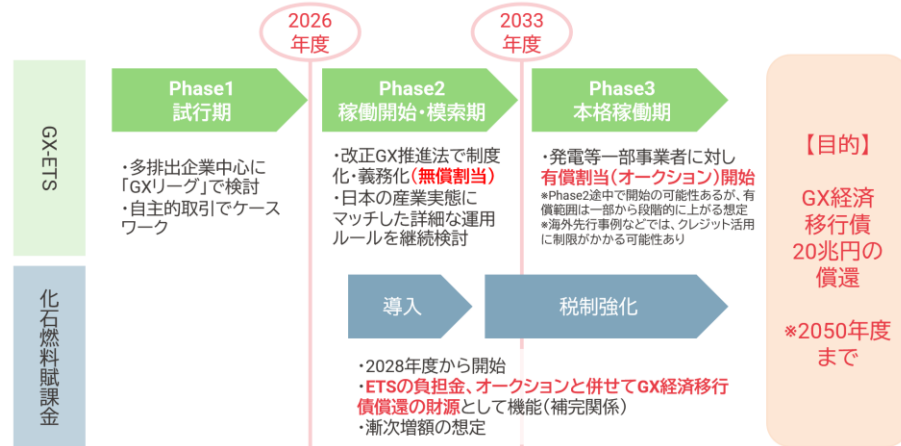 2026
年度
2033
年度
GX-ETS
Phase1
試行期
Phase2
稼働開始・模索期
Phase3
本格稼働期
・多排出企業中心に
「GXリーグ」で検討
・自主的取引でケース
ワーク
・改正GX推進法で制度
化・義務化(無償割当)
・日本の産業実態に
マッチした詳細な運用
ルールを継続検討
・発電等一部事業者に対し
有償割当(オークション)開始
*Phase2途中で開始の可能性あるが、有
償範囲は一部から段階的に上がる想定
*海外先行事例などでは、クレジット活用
に制限がかかる可能性あり
化石燃料賦課金
導入
税制強化
・2028年度から開始
・ETSの負担金、オークションと併せてGX経済移行
債償還の財源として機能(補完関係)
・漸次増額の想定
【目的】
GX経済
移行債
20兆円の
償還
※2050年度
まで